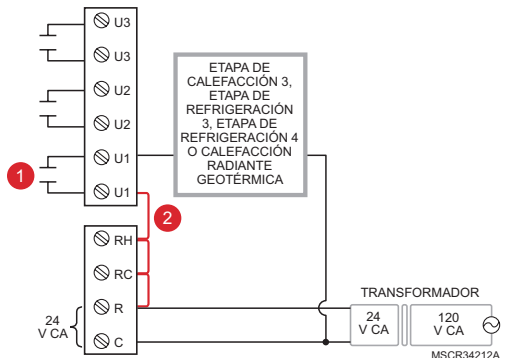 U3
U3
U2
U2
U1
U1
1
2
ETAPA DE
CALEFACCIÓN 3,
ETAPA DE
REFRIGERACIÓN
3, ETAPA DE
REFRIGERACIÓN 4
O CALEFACCIÓN
RADIANTE
GEOTÉRMICA
RH
RC
R
C
24
V CA
TRANSFORMADOR
24
V CA
120
V CA
MSCR34212A